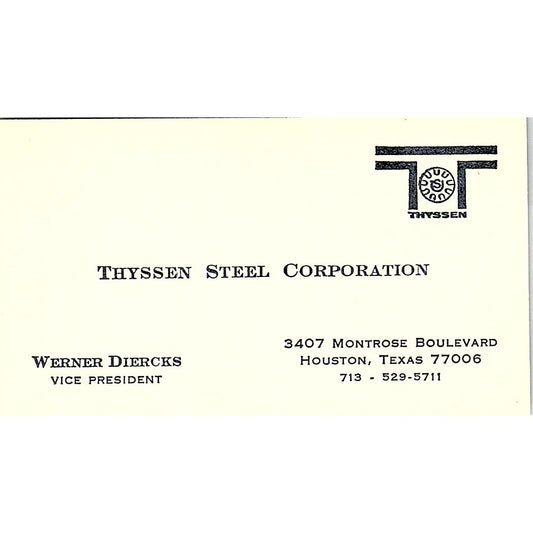 THYSSEN
THYSSEN STEEL CORPORATION
WERNER DIERCKS
VICE PRESIDENT
3407 MONTROSE BOULEVARD
HOUSTON, TEXAS 77006
713 - 529-5711